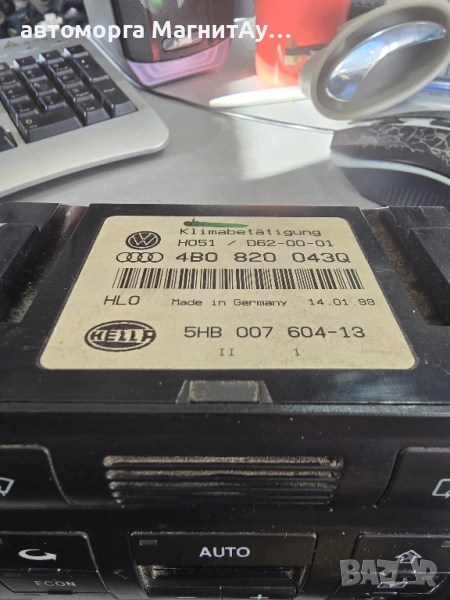 автоморга МагнитАу...
Klimabetätigung
H051 / D62-00-01
4B0 820 043Q
HLO Made in Germany 14.01.99
HELLA 5HB 007 604-13
II 1
AUTO
ECON
BAZAR